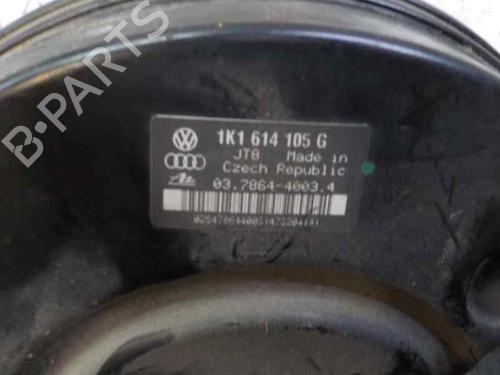 B-PARTS
1K1 614 105 G
JT8 Made in
Czech Republic
03.7864-4003.4